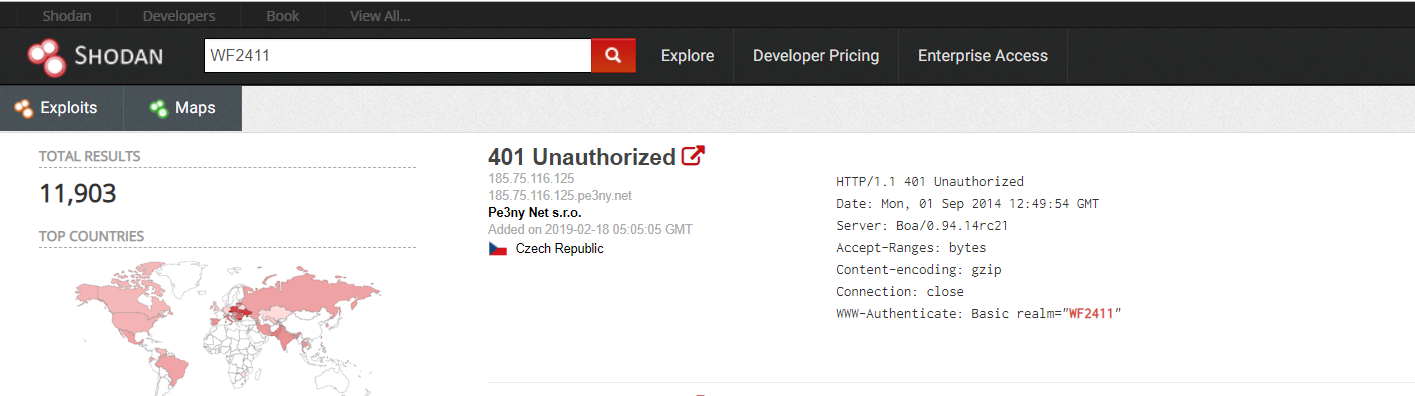 Shodan Developers Book View All...
SHODAN WF2411 Explore Developer Pricing Enterprise Access
Exploits Maps
TOTAL RESULTS
11,903
TOP COUNTRIES
401 Unauthorized
185.75.116.125
185.75.116.125.pe3ny.net
Pe3ny Net s.r.o.
Added on 2019-02-18 05:05:05 GMT
Czech Republic
HTTP/1.1 401 Unauthorized
Date: Mon, 01 Sep 2014 12:49:54 GMT
Server: Boa/0.94.14rc21
Accept-Ranges: bytes
Content-encoding: gzip
Connection: close
WWW-Authenticate: Basic realm="WF2411"